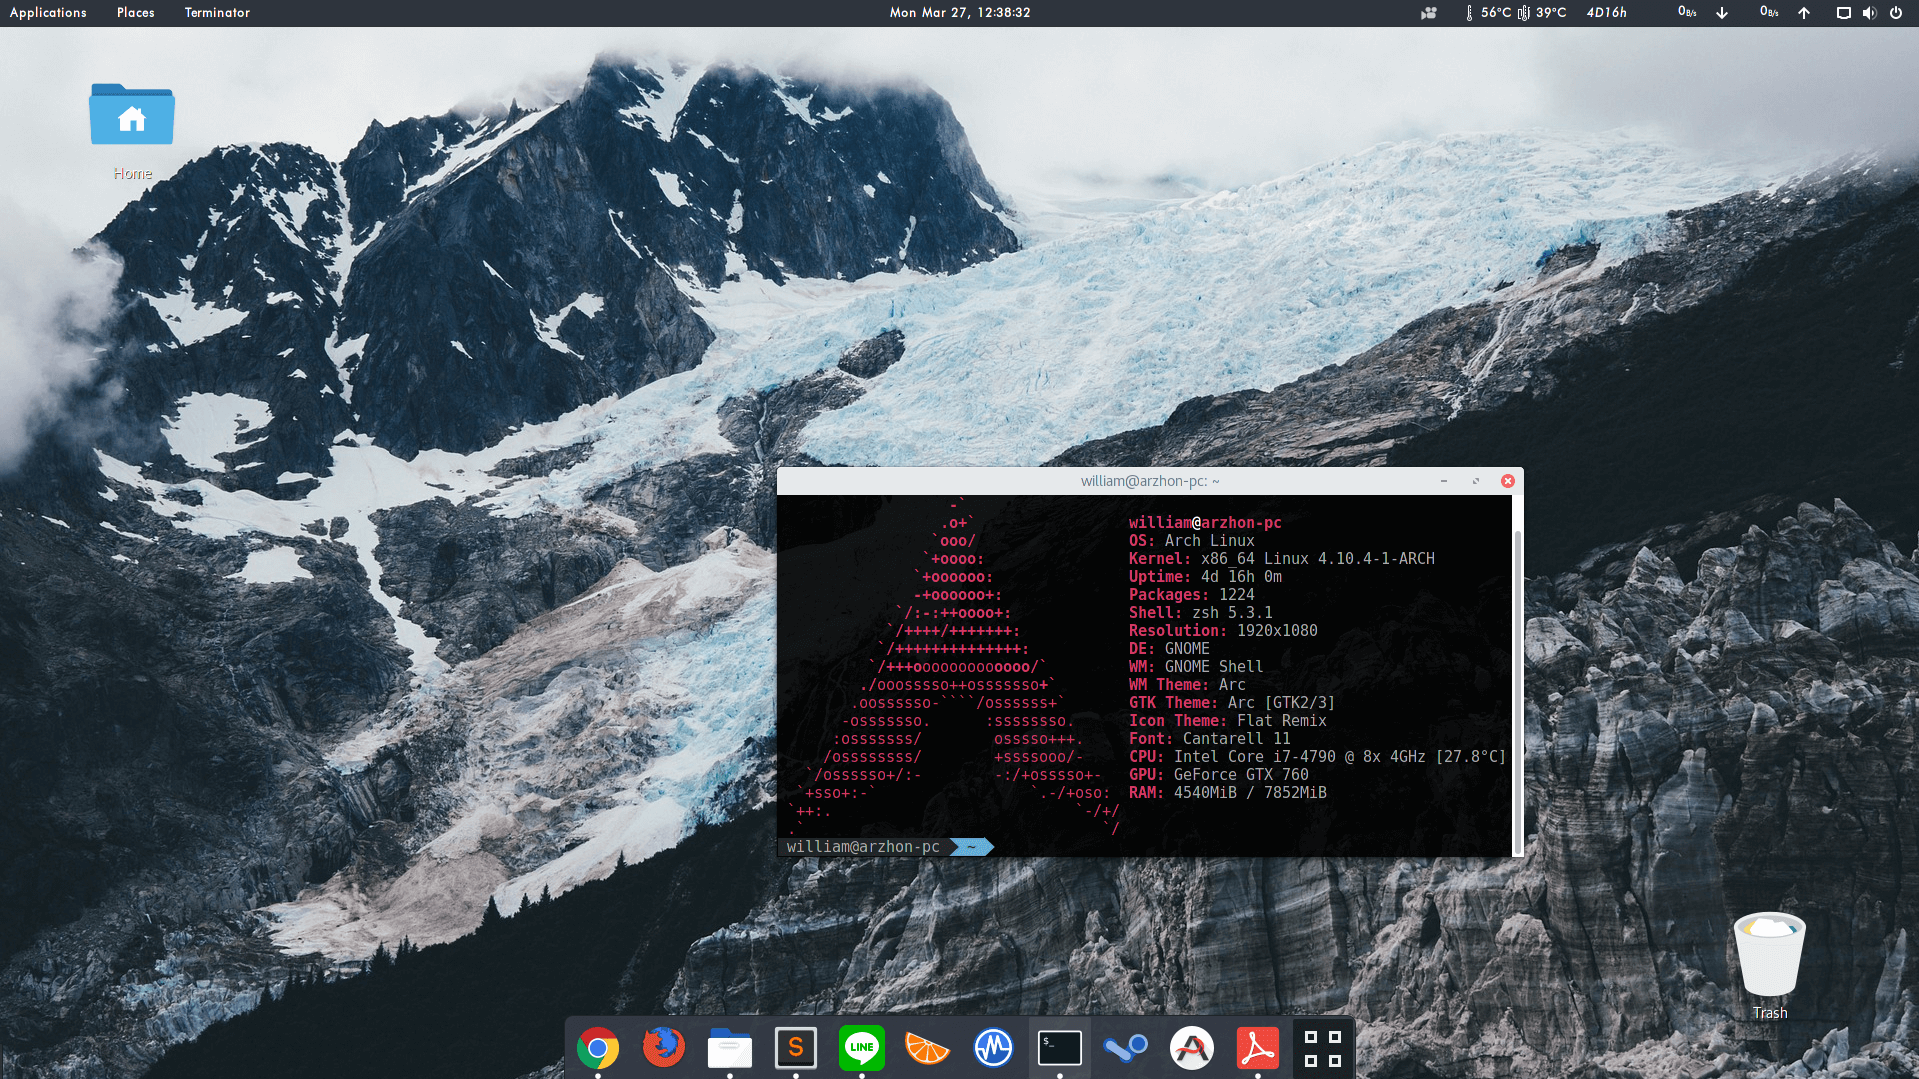 Applications Places Terminator Mon Mar 27, 12:38:32 56°C 39°C 4D16h 0B/s 0B/s
Home
william@arzhon-pc: ~
-`
.o+`
`ooo/
`+oooo:
`+oooooo:
-+oooooo+:
`/:-:++oooo+:
`/++++/+++++++:
`/++++++++++++++:
`/+++ooooooooooooo/`
./ooosssso++osssssso+`
.oossssso-````/ossssss+`
-osssssso. :ssssssso.
:osssssss/ osssso+++.
/ossssssss/ +ssssooo/-
`/ossssso+/:- -:/+osssso+-
`+sso+:-` `.-/+oso:
`++:. `-/+/
.` `/
william@arzhon-pc
OS: Arch Linux
Kernel: x86_64 Linux 4.10.4-1-ARCH
Uptime: 4d 16h 0m
Packages: 1224
Shell: zsh 5.3.1
Resolution: 1920x1080
DE: GNOME
WM: GNOME Shell
WM Theme: Arc
GTK Theme: Arc [GTK2/3]
Icon Theme: Flat Remix
Font: Cantarell 11
CPU: Intel Core i7-4790 @ 8x 4GHz [27.8°C]
GPU: GeForce GTX 760
RAM: 4540MiB / 7852MiB
william@arzhon-pc ~
Trash
S LINE $_